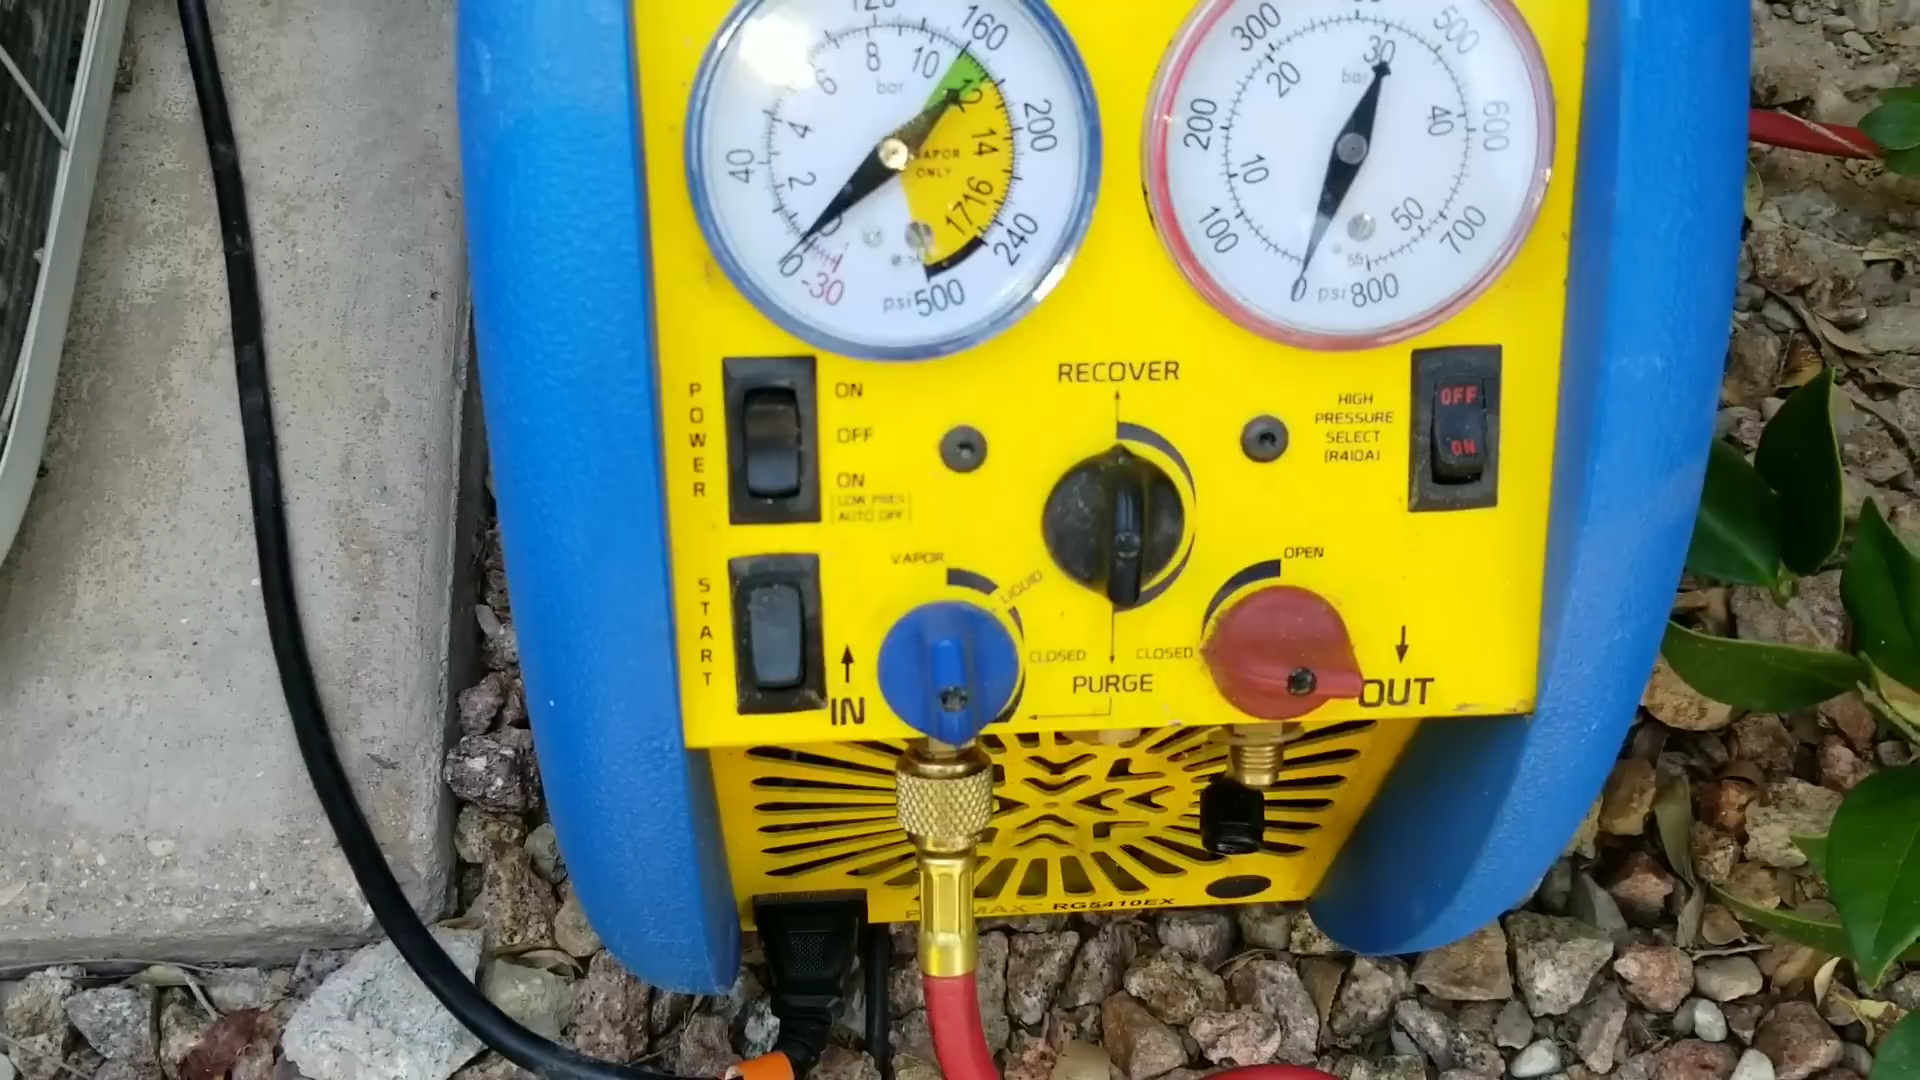 120
160
200
240
500
psi
-30
0
40
2
4
6
8
10
12
14
16
17
bar
VAPOR
ONLY
300
500
600
700
800
psi
0
100
200
10
20
30
40
50
55
bar
RECOVER
POWER
ON
OFF
ON
LOW PRES
AUTO OFF
HIGH
PRESSURE
SELECT
(R410A)
OFF
ON
START
VAPOR
LIQUID
CLOSED
OPEN
CLOSED
IN
PURGE
OUT
RG5410EX